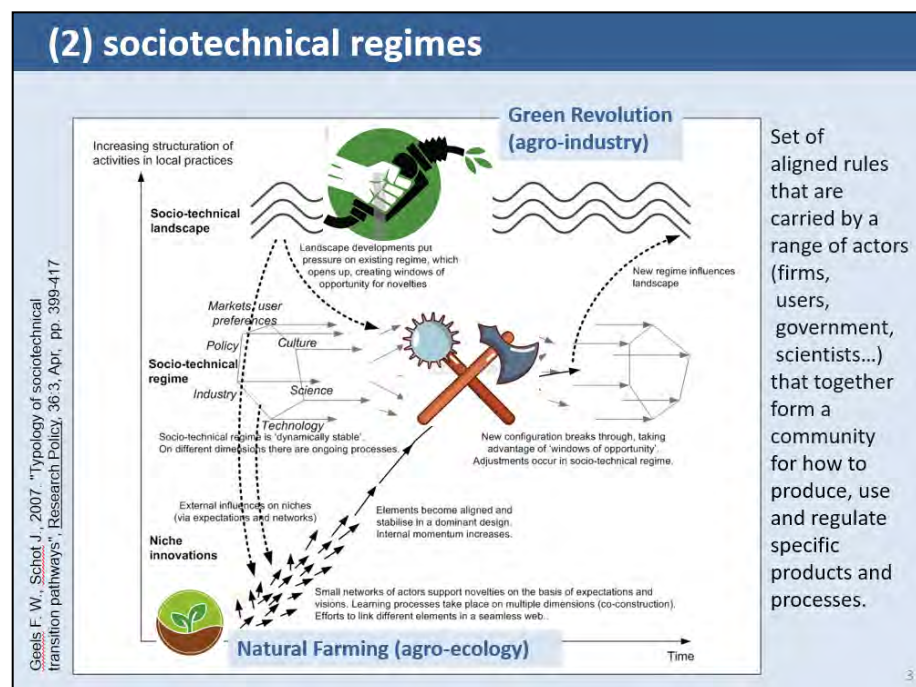 (2) sociotechnical regimes
Green Revolution
(agro-industry)
Increasing structuration of
activities in local practices
Socio-technical
landscape
Landscape developments put
pressure on existing regime, which
opens up, creating windows of
opportunity for novelties
New regime influences
landscape
Markets, user
preferences
Policy
Culture
Socio-technical
regime
Industry
Science
Technology
Socio-technical regime is ‘dynamically stable’.
On different dimensions there are ongoing processes.
New configuration breaks through, taking
advantage of ‘windows of opportunity’.
Adjustments occur in socio-technical regime.
External influences on niches
(via expectations and networks)
Elements become aligned and
stabilise in a dominant design.
Internal momentum increases.
Niche
innovations
Small networks of actors support novelties on the basis of expectations and
visions. Learning processes take place on multiple dimensions (co-construction).
Efforts to link different elements in a seamless web..
Natural Farming (agro-ecology)
Time
Geels F. W., Schot J., 2007. "Typology of sociotechnical
transition pathways", Research Policy, 36:3, Apr, pp. 399-417
Set of
aligned rules
that are
carried by a
range of actors
(firms,
users,
government,
scientists…)
that together
form a
community
for how to
produce, use
and regulate
specific
products and
processes.
3